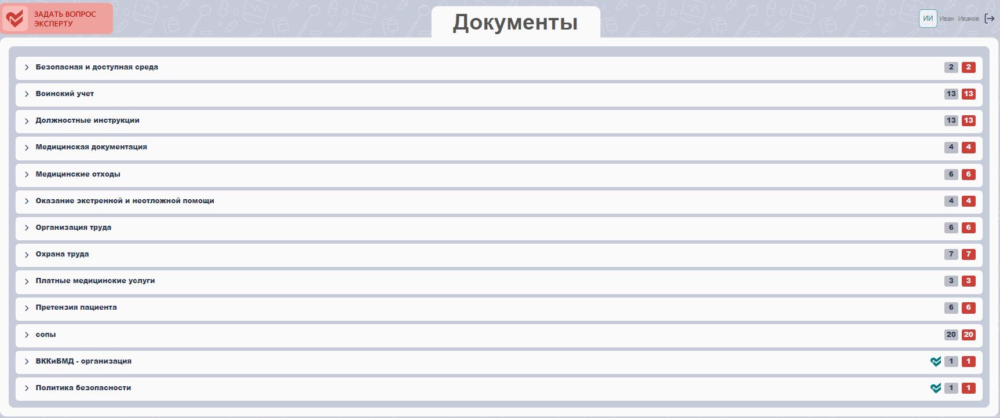 ЗАДАТЬ ВОПРОС
ЭКСПЕРТУ
Документы
ИИ Иван Иванов
Безопасная и доступная среда 2 2
Воинский учет 13 13
Должностные инструкции 13 13
Медицинская документация 4 4
Медицинские отходы 6 6
Оказание экстренной и неотложной помощи 4 4
Организация труда 6 6
Охрана труда 7 7
Платные медицинские услуги 3 3
Претензия пациента 6 6
сопы 20 20
ВККиБМД - организация 1 1
Политика безопасности 1 1